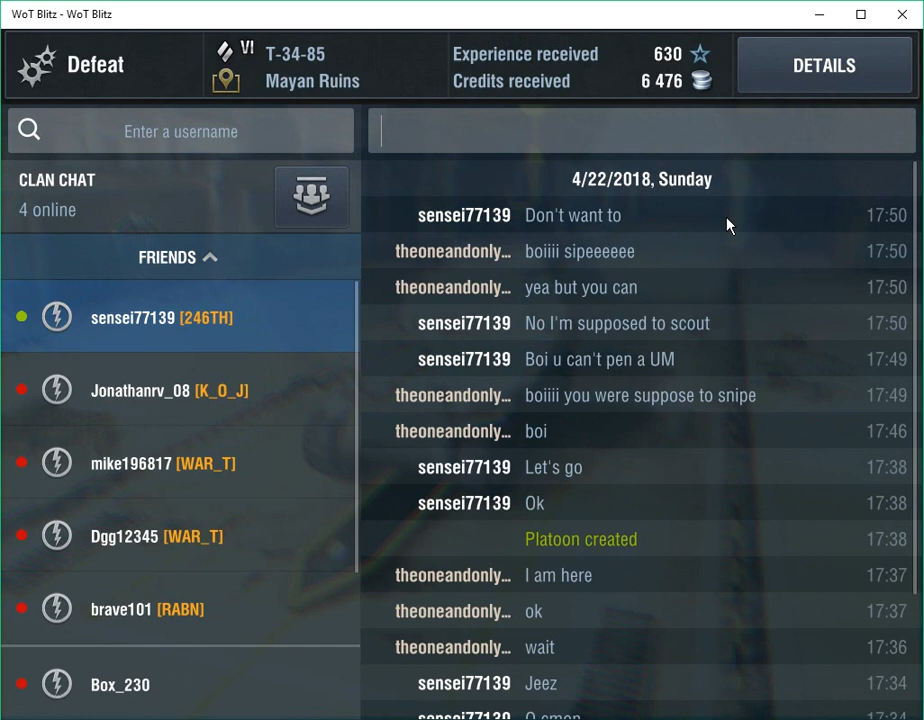 WoT Blitz - WoT Blitz
Defeat
VI T-34-85
Mayan Ruins
Experience received 630
Credits received 6 476
DETAILS
Enter a username
CLAN CHAT
4 online
FRIENDS
sensei77139 [246TH]
Jonathanrv_08 [K_O_J]
mike196817 [WAR_T]
Dgg12345 [WAR_T]
brave101 [RABN]
Box_230
4/22/2018, Sunday
sensei77139 Don't want to 17:50
theoneandonly... boiiii sipeeeeee 17:50
theoneandonly... yea but you can 17:50
sensei77139 No I'm supposed to scout 17:50
sensei77139 Boi u can't pen a UM 17:49
theoneandonly... boiiii you were suppose to snipe 17:49
theoneandonly... boi 17:46
sensei77139 Let's go 17:38
sensei77139 Ok 17:38
Platoon created 17:38
theoneandonly... I am here 17:37
theoneandonly... ok 17:37
theoneandonly... wait 17:36
sensei77139 Jeez 17:34
sensei77139 17:34